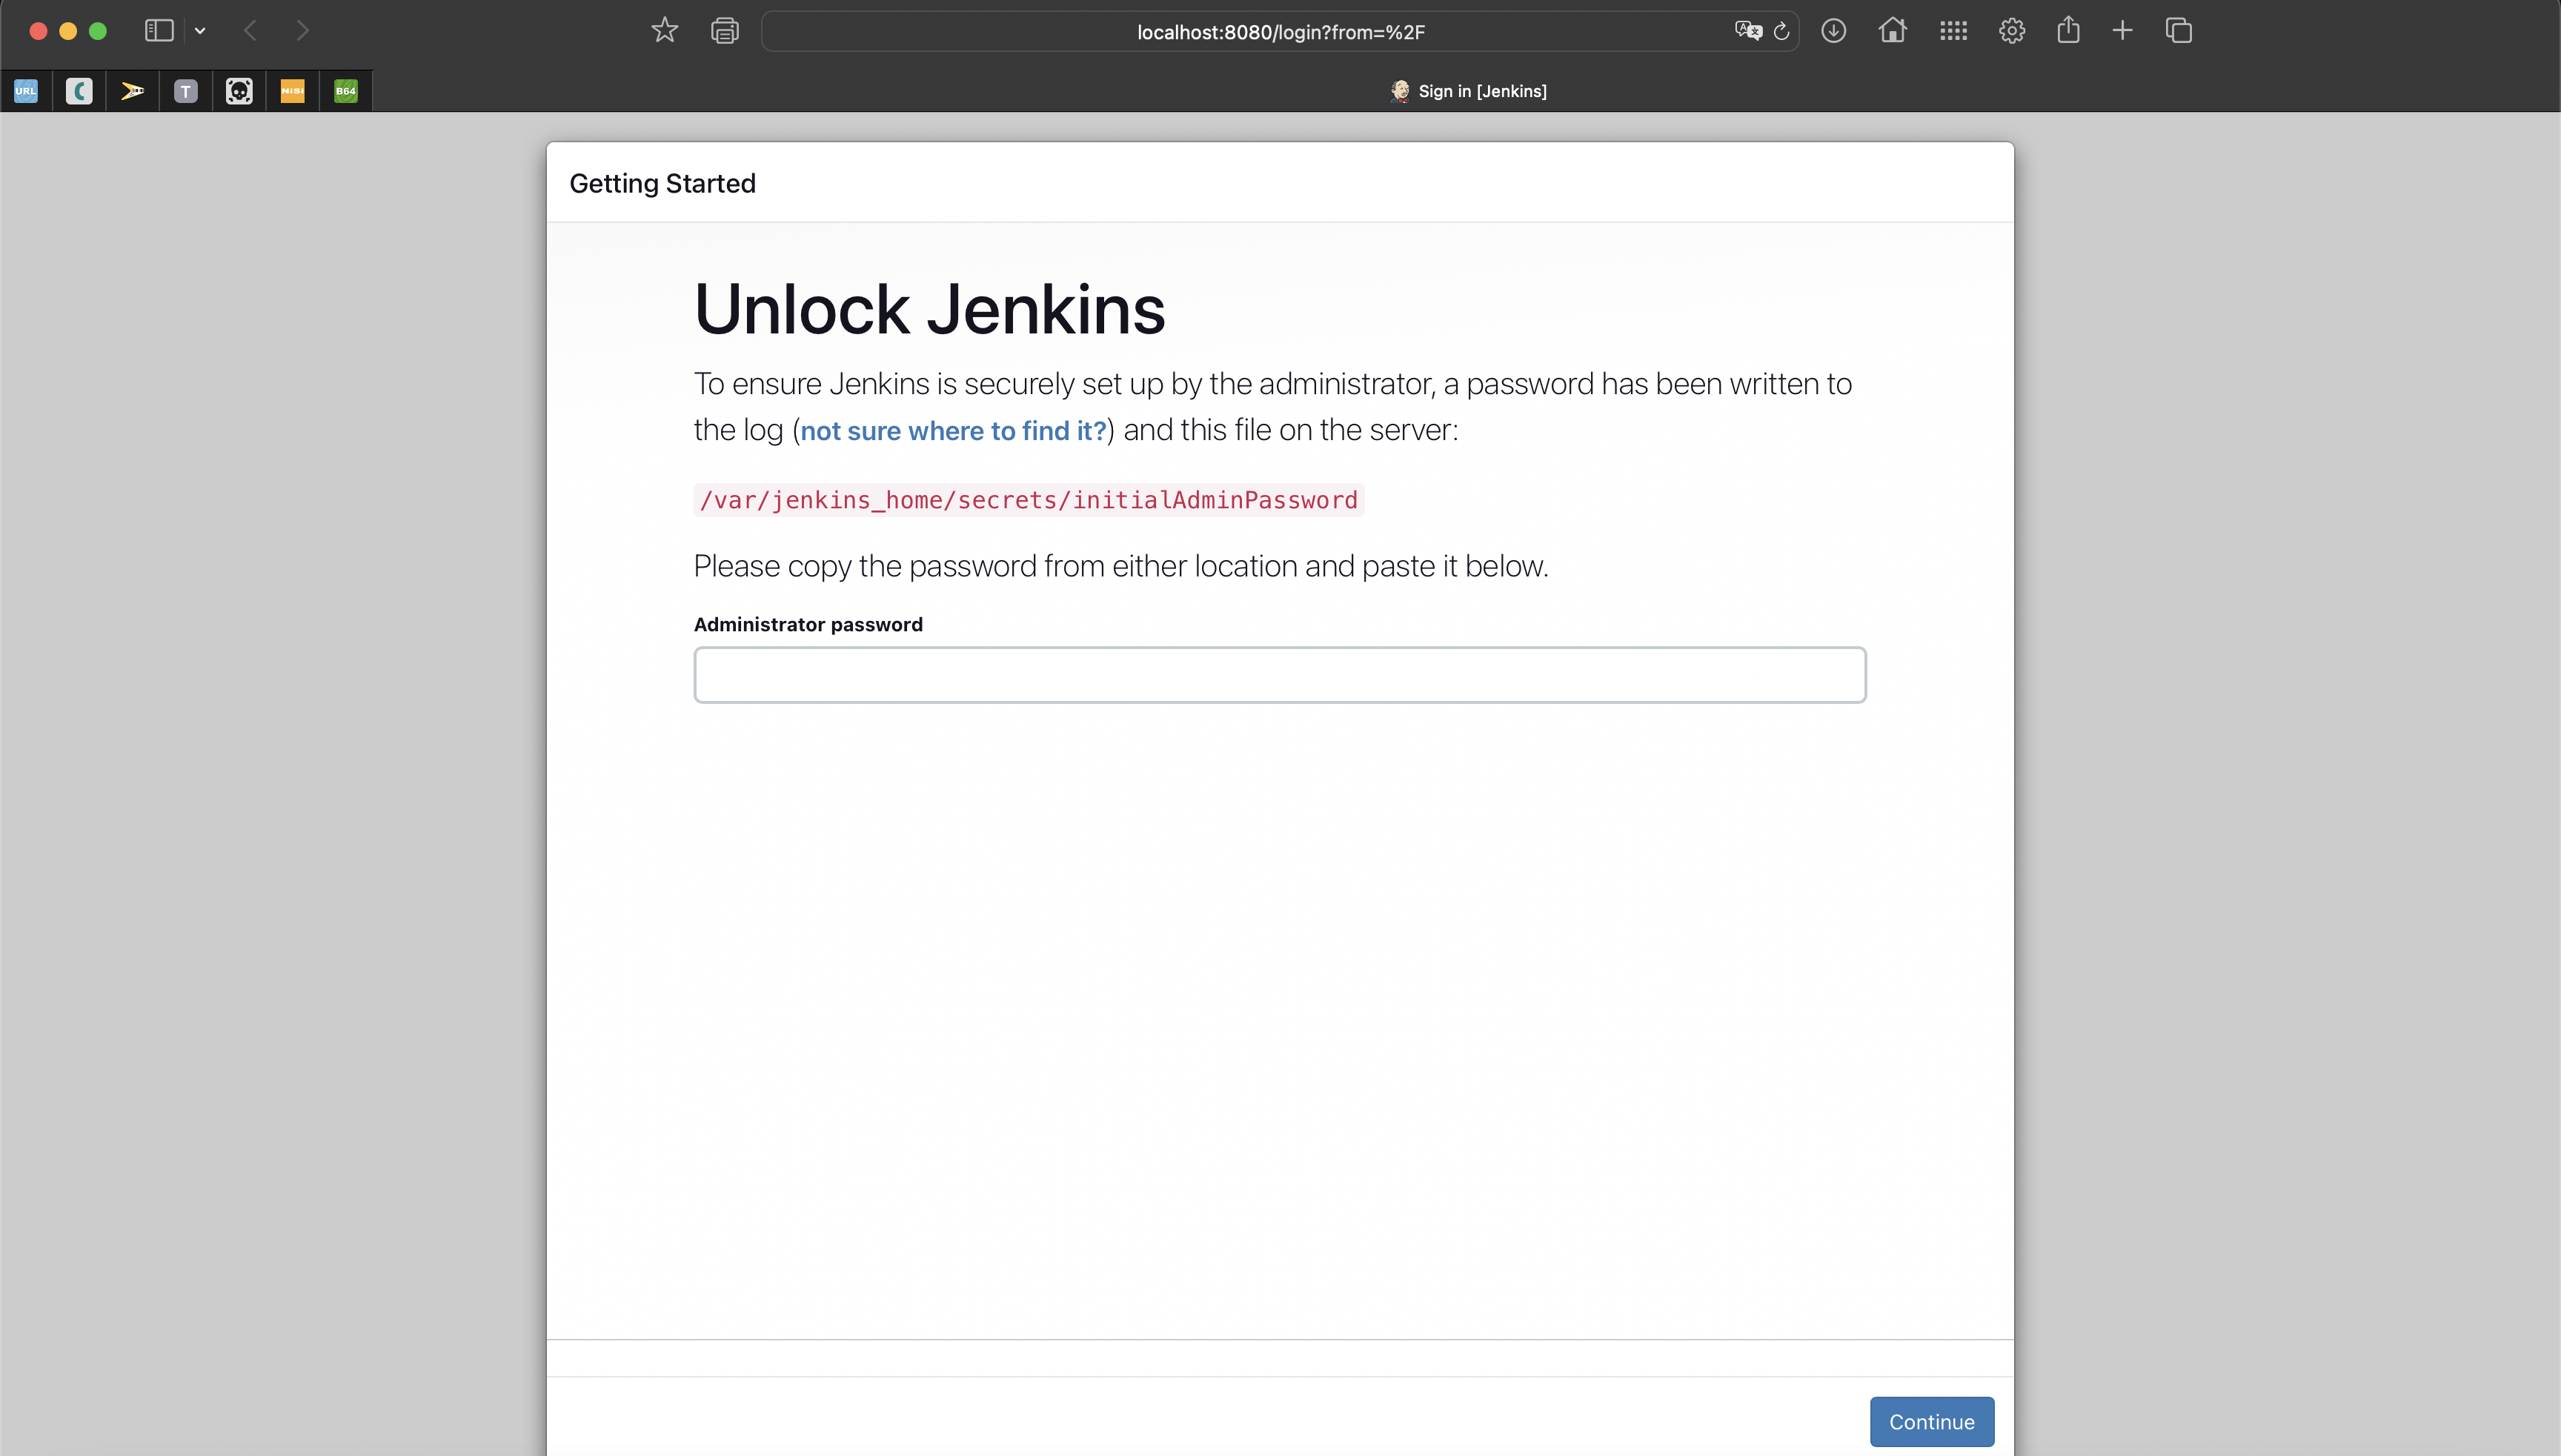 localhost:8080/login?from=%2F
URL
C
T
NiSi
B64
Sign in [Jenkins]
Getting Started
Unlock Jenkins
To ensure Jenkins is securely set up by the administrator, a password has been written to
the log (not sure where to find it?) and this file on the server:
/var/jenkins_home/secrets/initialAdminPassword
Please copy the password from either location and paste it below.
Administrator password
Continue